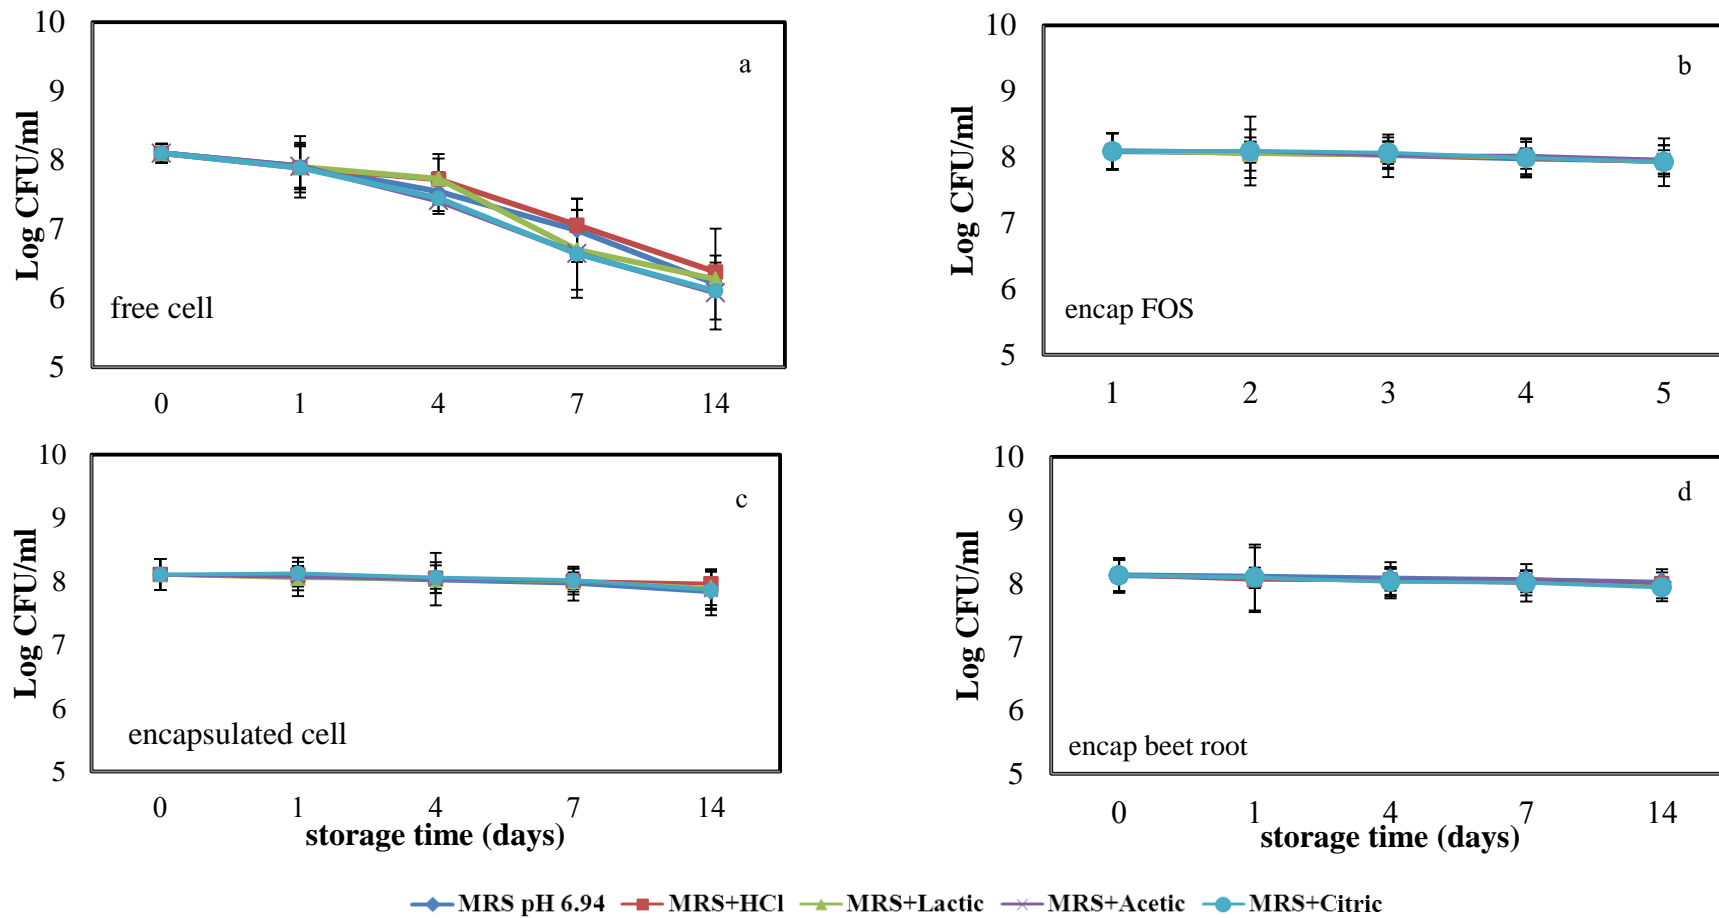 10
9
8
7
6
5
Log CFU/ml
a
free cell
0 1 4 7 14
10
9
8
7
6
5
Log CFU/ml
b
encap FOS
1 2 3 4 5
10
9
8
7
6
5
Log CFU/ml
c
encapsulated cell
0 1 4 7 14
storage time (days)
10
9
8
7
6
5
Log CFU/ml
d
encap beet root
0 1 4 7 14
storage time (days)
MRS pH 6.94 MRS+HCl MRS+Lactic MRS+Acetic MRS+Citric